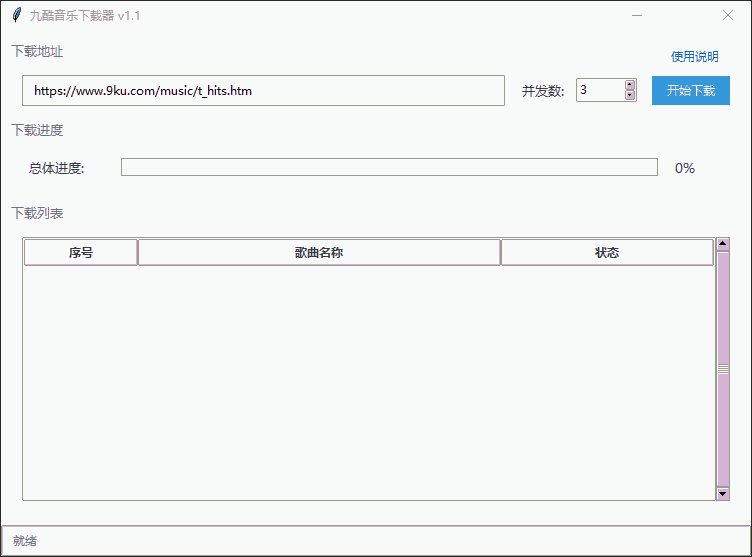 九酷音乐下载器 v1.1
下载地址
使用说明
https://www.9ku.com/music/t_hits.htm 并发数: 3 开始下载
下载进度
总体进度: 0%
下载列表
序号 歌曲名称 状态
就绪